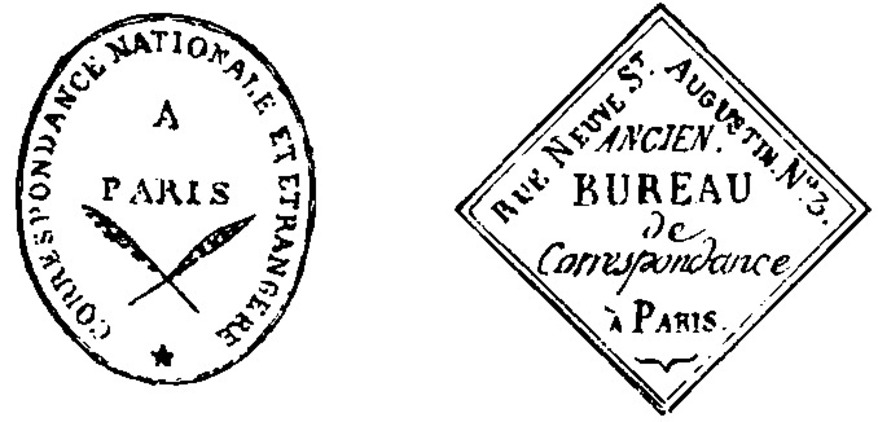 CORRESPONDANCE NATIONALE ET ETRANGERE
A
PARIS
RUE NEUVE ST. AUGUSTIN. No. 3.
ANCIEN.
BUREAU
de
Correspondance
À PARIS.